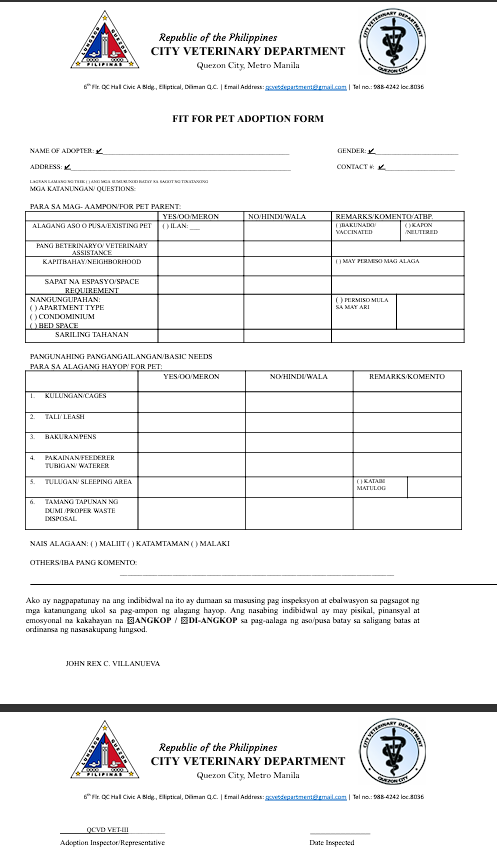 Republic of the Philippines
CITY VETERINARY DEPARTMENT
Quezon City, Metro Manila
6th Flr. QC Hall Civic A Bldg., Elliptical, Diliman Q.C. | Email Address: qcvetdepartment@gmail.com | Tel no.: 988-4242 loc.8036
FIT FOR PET ADOPTION FORM
NAME OF ADOPTER: ✔ GENDER: ✔
ADDRESS: ✔ CONTACT #: ✔
MGA KATANUNGAN/ QUESTIONS:
PARA SA MAG- AAMPON/FOR PET PARENT:
YES/OO/MERON NO/HINDI/WALA REMARKS/KOMENTO/ATBP.
ALAGANG ASO O PUSA/EXISTING PET ( ) ILAN: ___ ( )BAKUNADO/ VACCINATED ( ) KAPON /NEUTERED
PANG BETERINARYO/ VETERINARY
ASSISTANCE
KAPITBAHAY/NEIGHBORHOOD ( ) MAY PERMISO MAG ALAGA
SAPAT NA ESPASYO/SPACE
REQUIREMENT
NANGUNGUPAHAN: ( ) PERMISO MULA
( ) APARTMENT TYPE SA MAY ARI
( ) CONDOMINIUM
( ) BED SPACE
SARILING TAHANAN
PANGUNAHING PANGANGAILANGAN/BASIC NEEDS
PARA SA ALAGANG HAYOP/ FOR PET:
YES/OO/MERON NO/HINDI/WALA REMARKS/KOMENTO
1. KULUNGAN/CAGES
2. TALI/ LEASH
3. BAKURAN/PENS
4. PAKAINAN/FEEDERER
TUBIGAN/ WATERER
5. TULUGAN/ SLEEPING AREA ( ) KATABI
MATULOG
6. TAMANG TAPUNAN NG
DUMI /PROPER WASTE
DISPOSAL
NAIS ALAGAAN: ( ) MALIIT ( ) KATAMTAMAN ( ) MALAKI
OTHERS/IBA PANG KOMENTO:
Ako ay nagpapatunay na ang indibidwal na ito ay dumaan sa masusing pag inspeksyon at ebalwasyon sa pagsagot ng
mga katanungang ukol sa pag-ampon ng alagang hayop. Ang nasabing indibidwal ay may pisikal, pinansyal at
emosyonal na kakahayan na ☒ANGKOP / ☒DI-ANGKOP sa pag-aalaga ng aso/pusa batay sa saligang batas at
ordinansa ng nasasakupang lungsod.
JOHN REX C. VILLANUEVA
Republic of the Philippines
CITY VETERINARY DEPARTMENT
Quezon City, Metro Manila
6th Flr. QC Hall Civic A Bldg., Elliptical, Diliman Q.C. | Email Address: qcvetdepartment@gmail.com | Tel no.: 988-4242 loc.8036
QCVD VET-III
Adoption Inspector/Representative Date Inspected